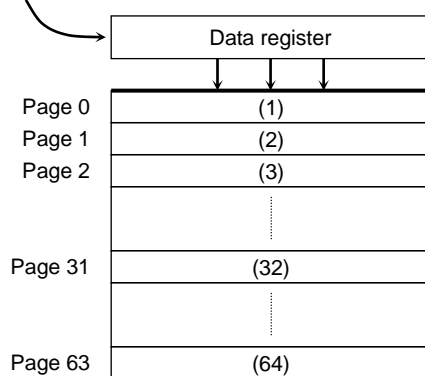 Data register
Page 0 (1)
Page 1 (2)
Page 2 (3)
Page 31 (32)
Page 63 (64)